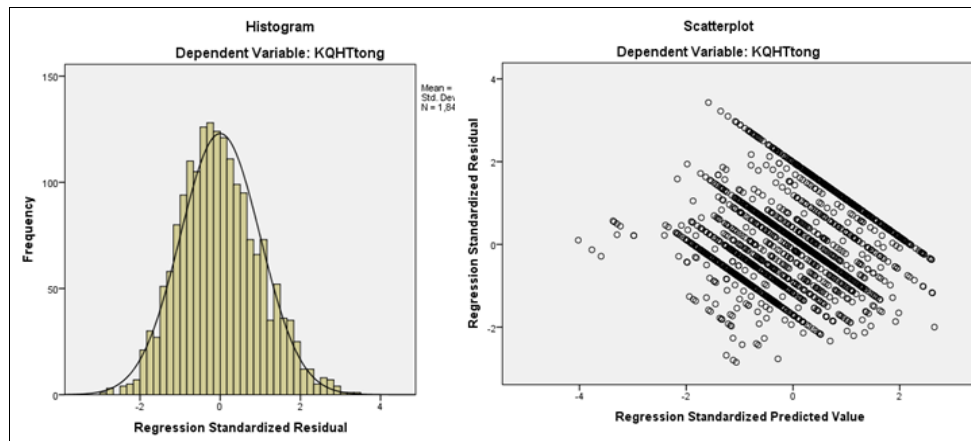 Histogram
Dependent Variable: KQHTtong
Mean =
Std. Dev
N = 1,84
150
100
50
0
Frequency
-2
0
2
4
Regression Standardized Residual
Scatterplot
Dependent Variable: KQHTtong
4
2
0
-2
Regression Standardized Residual
-4
-2
0
2
Regression Standardized Predicted Value